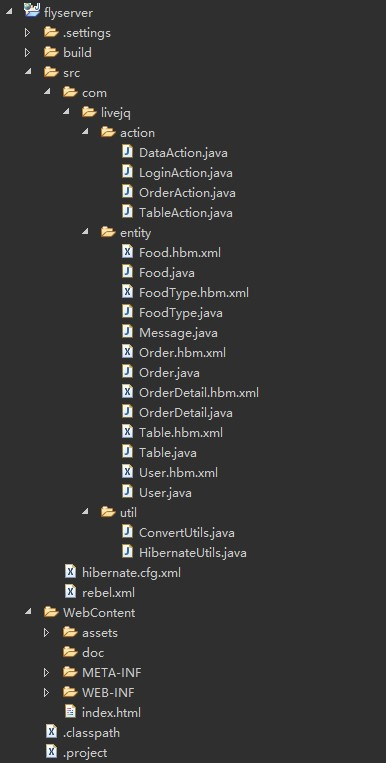 flyserver
.settings
build
src
com
livejq
action
DataAction.java
LoginAction.java
OrderAction.java
TableAction.java
entity
Food.hbm.xml
Food.java
FoodType.hbm.xml
FoodType.java
Message.java
Order.hbm.xml
Order.java
OrderDetail.hbm.xml
OrderDetail.java
Table.hbm.xml
Table.java
User.hbm.xml
User.java
util
ConvertUtils.java
HibernateUtils.java
hibernate.cfg.xml
rebel.xml
WebContent
assets
doc
META-INF
WEB-INF
index.html
.classpath
.project